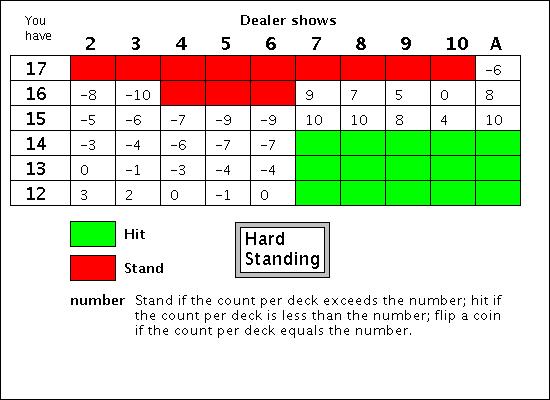 You Dealer shows
have 2 3 4 5 6 7 8 9 10 A
17 -6
16 -8 -10 9 7 5 0 8
15 -5 -6 -7 -9 -9 10 10 8 4 10
14 -3 -4 -6 -7 -7
13 0 -1 -3 -4 -4
12 3 2 0 -1 0
Hit
Stand
Hard
Standing
number Stand if the count per deck exceeds the number; hit if
the count per deck is less than the number; flip a coin
if the count per deck equals the number.